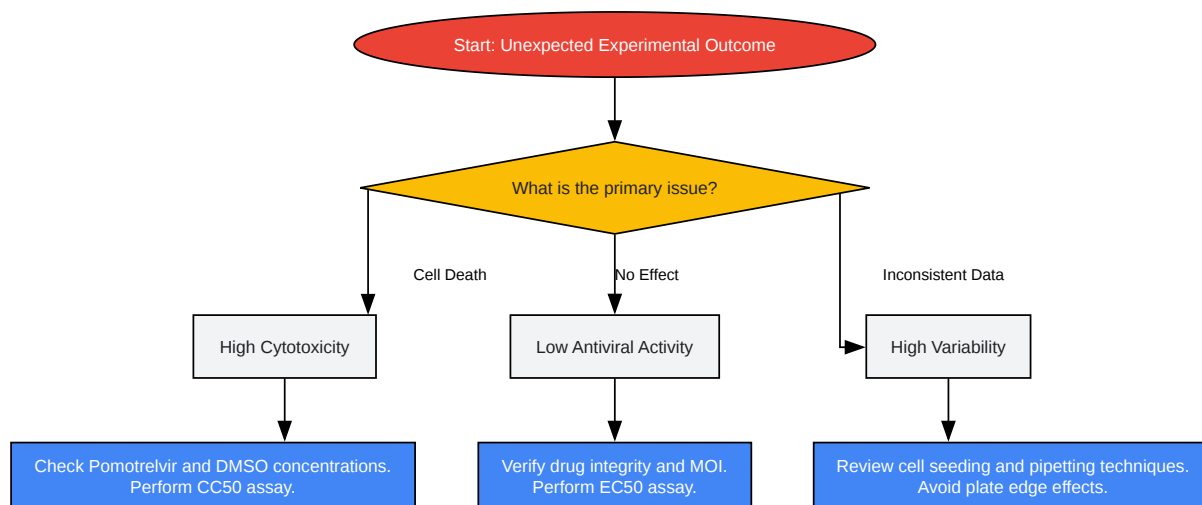 Start: Unexpected Experimental Outcome
What is the primary issue?
Cell Death
No Effect
Inconsistent Data
High Cytotoxicity
Low Antiviral Activity
High Variability
Check Pomotrelvir and DMSO concentrations.
Perform CC50 assay.
Verify drug integrity and MOI.
Perform EC50 assay.
Review cell seeding and pipetting techniques.
Avoid plate edge effects.